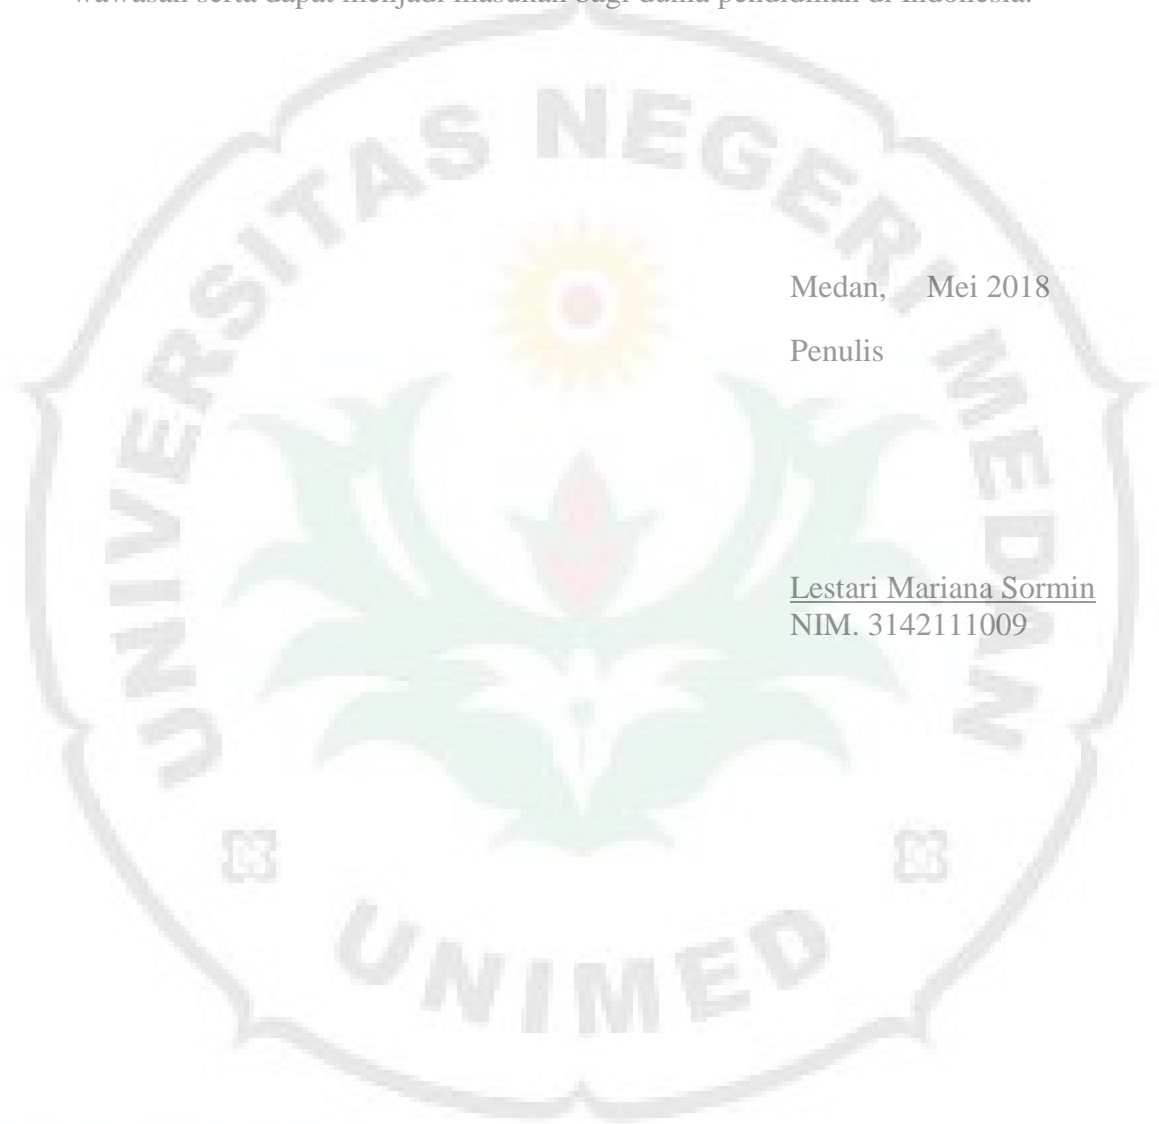 wawasan serta dapat menjadi masukan bagi dunia pendidikan di Indonesia.
UNIVERSITAS NEGERI MEDAN
Medan, Mei 2018
Penulis
Lestari Mariana Sormin
NIM. 3142111009
UNIMED